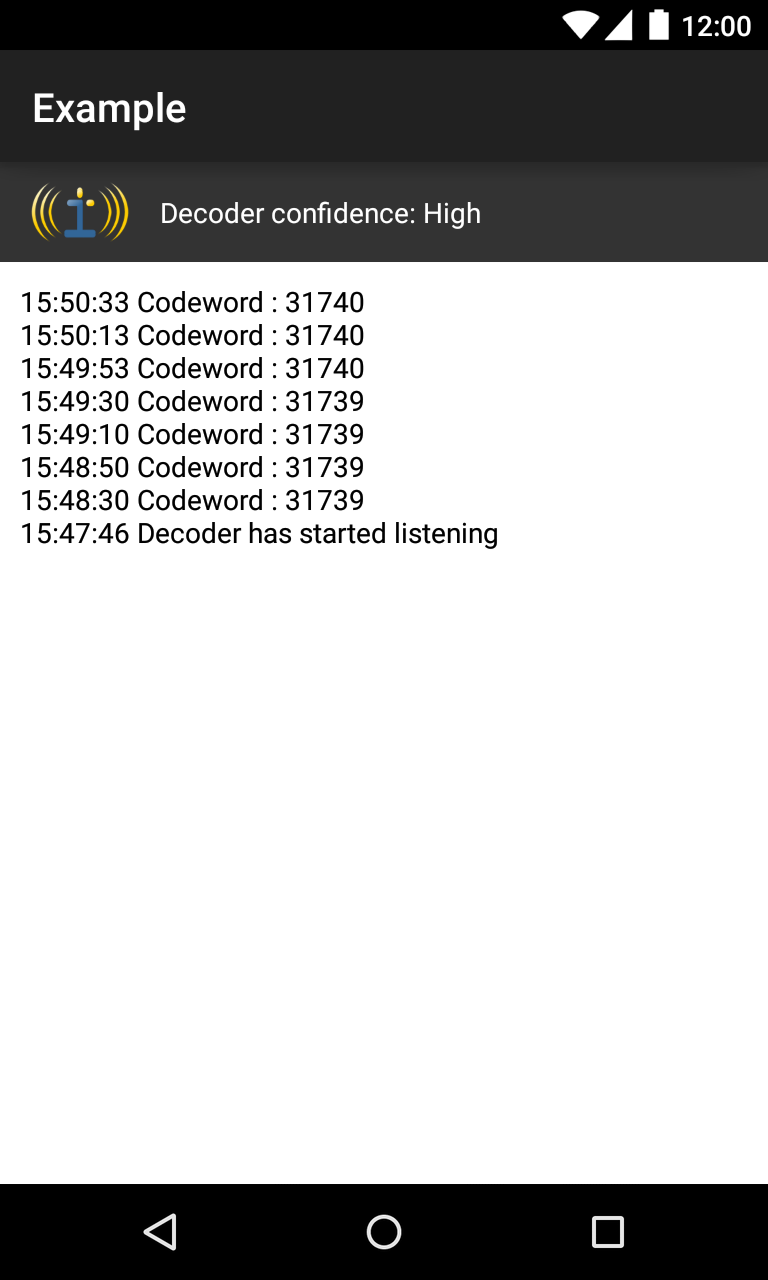 12:00
Example
Decoder confidence: High
15:50:33 Codeword : 31740
15:50:13 Codeword : 31740
15:49:53 Codeword : 31740
15:49:30 Codeword : 31739
15:49:10 Codeword : 31739
15:48:50 Codeword : 31739
15:48:30 Codeword : 31739
15:47:46 Decoder has started listening